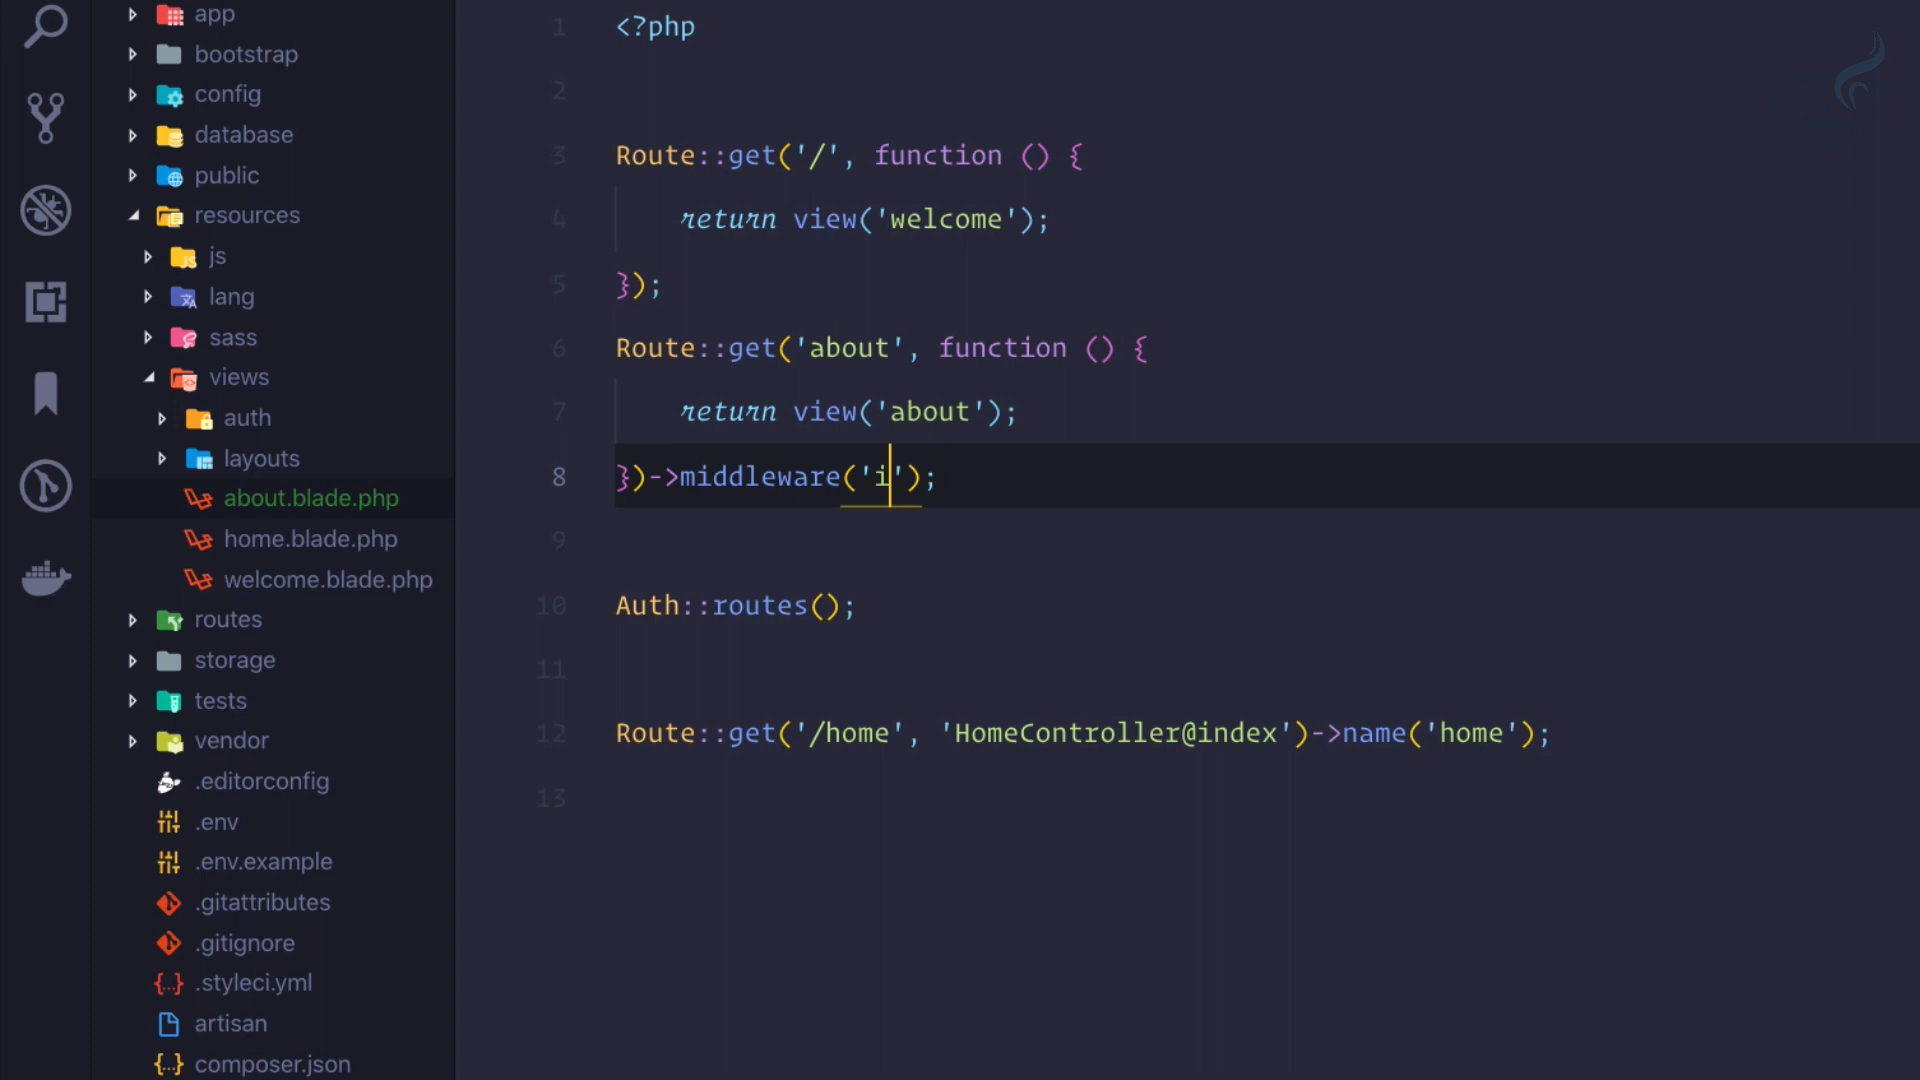 app
bootstrap
config
database
public
resources
js
lang
sass
views
auth
layouts
about.blade.php
home.blade.php
welcome.blade.php
routes
storage
tests
vendor
.editorconfig
.env
.env.example
.gitattributes
.gitignore
.styleci.yml
artisan
composer.json
1 <?php
2
3 Route::get('/', function () {
4 return view('welcome');
5 });
6 Route::get('about', function () {
7 return view('about');
8 })->middleware('i');
9
10 Auth::routes();
11
12 Route::get('/home', 'HomeController@index')->name('home');
13